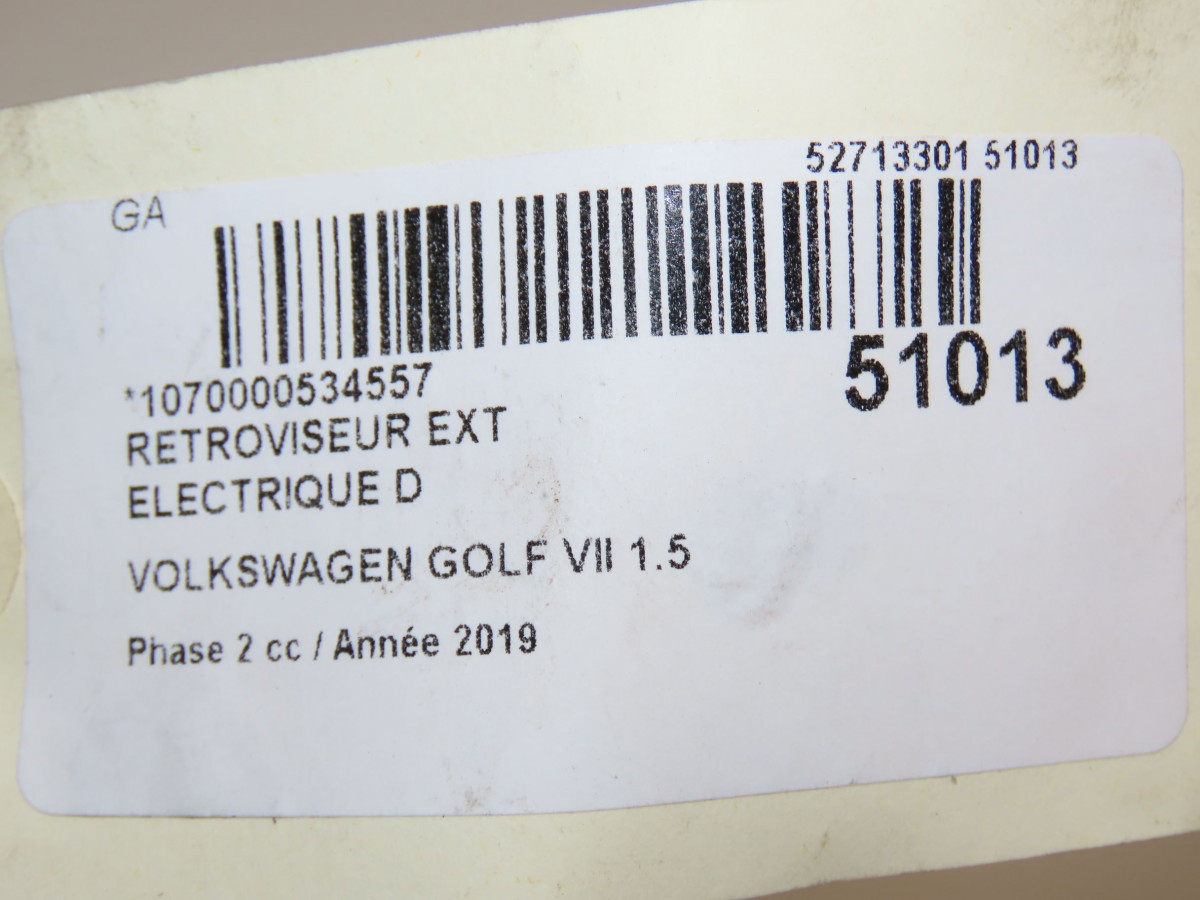 52713301 51013
GA
51013
*1070000534557
RETROVISEUR EXT
ELECTRIQUE D
VOLKSWAGEN GOLF VII 1.5
Phase 2 cc / Année 2019